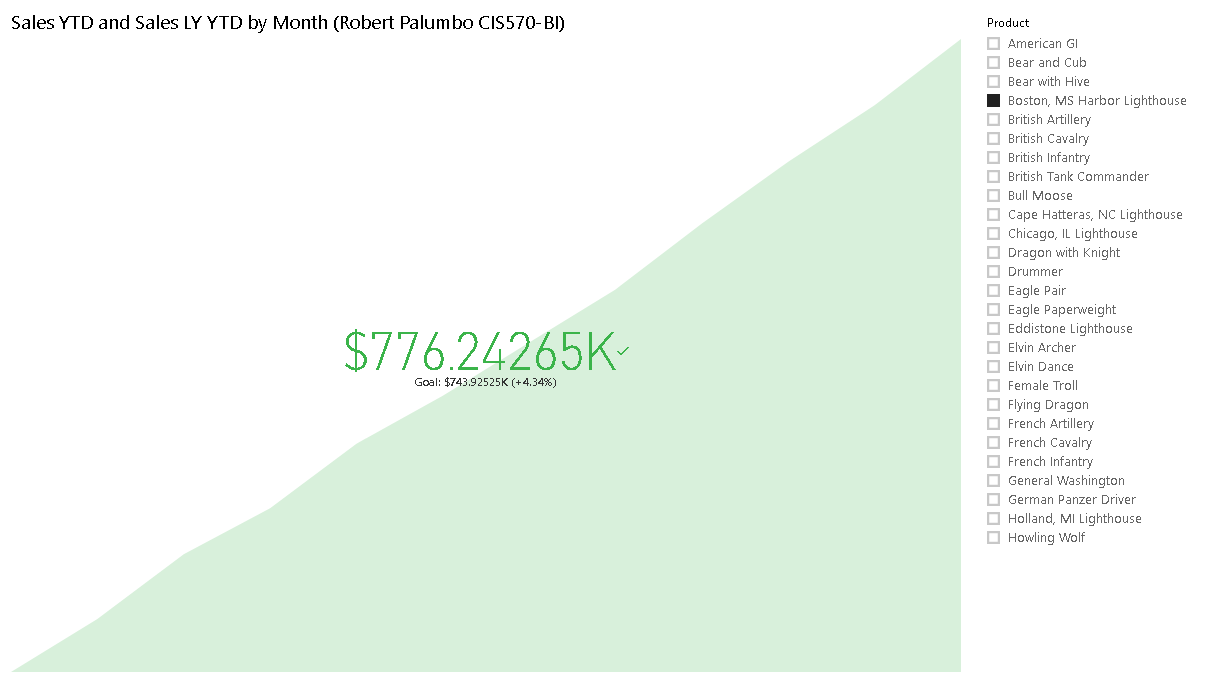 Sales YTD and Sales LY YTD by Month (Robert Palumbo CIS570-BI)
$776.24265K
Goal: $743.92525K (+4.34%)
Product
American GI
Bear and Cub
Bear with Hive
Boston, MS Harbor Lighthouse
British Artillery
British Cavalry
British Infantry
British Tank Commander
Bull Moose
Cape Hatteras, NC Lighthouse
Chicago, IL Lighthouse
Dragon with Knight
Drummer
Eagle Pair
Eagle Paperweight
Eddistone Lighthouse
Elvin Archer
Elvin Dance
Female Troll
Flying Dragon
French Artillery
French Cavalry
French Infantry
General Washington
German Panzer Driver
Holland, MI Lighthouse
Howling Wolf